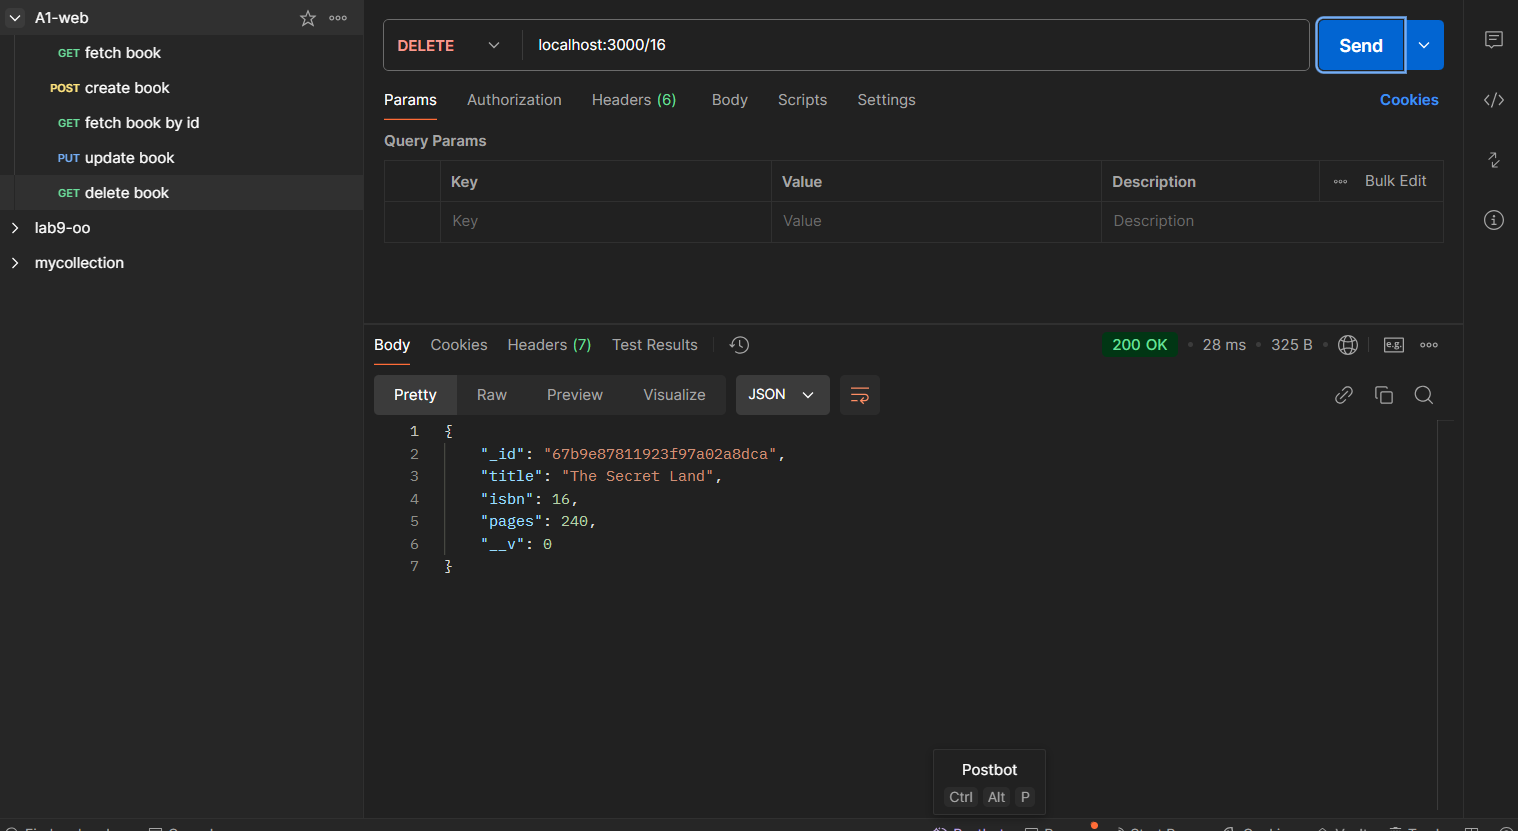 A1-web
GET fetch book
POST create book
GET fetch book by id
PUT update book
GET delete book
lab9-oo
mycollection
DELETE localhost:3000/16 Send
Params Authorization Headers (6) Body Scripts Settings Cookies
Query Params
Key Value Description Bulk Edit
Key Value Description
Body Cookies Headers (7) Test Results 200 OK • 28 ms • 325 B • e.g.
Pretty Raw Preview Visualize JSON
1 {
2 "_id": "67b9e87811923f97a02a8dca",
3 "title": "The Secret Land",
4 "isbn": 16,
5 "pages": 240,
6 "__v": 0
7 }
Postbot
Ctrl Alt P